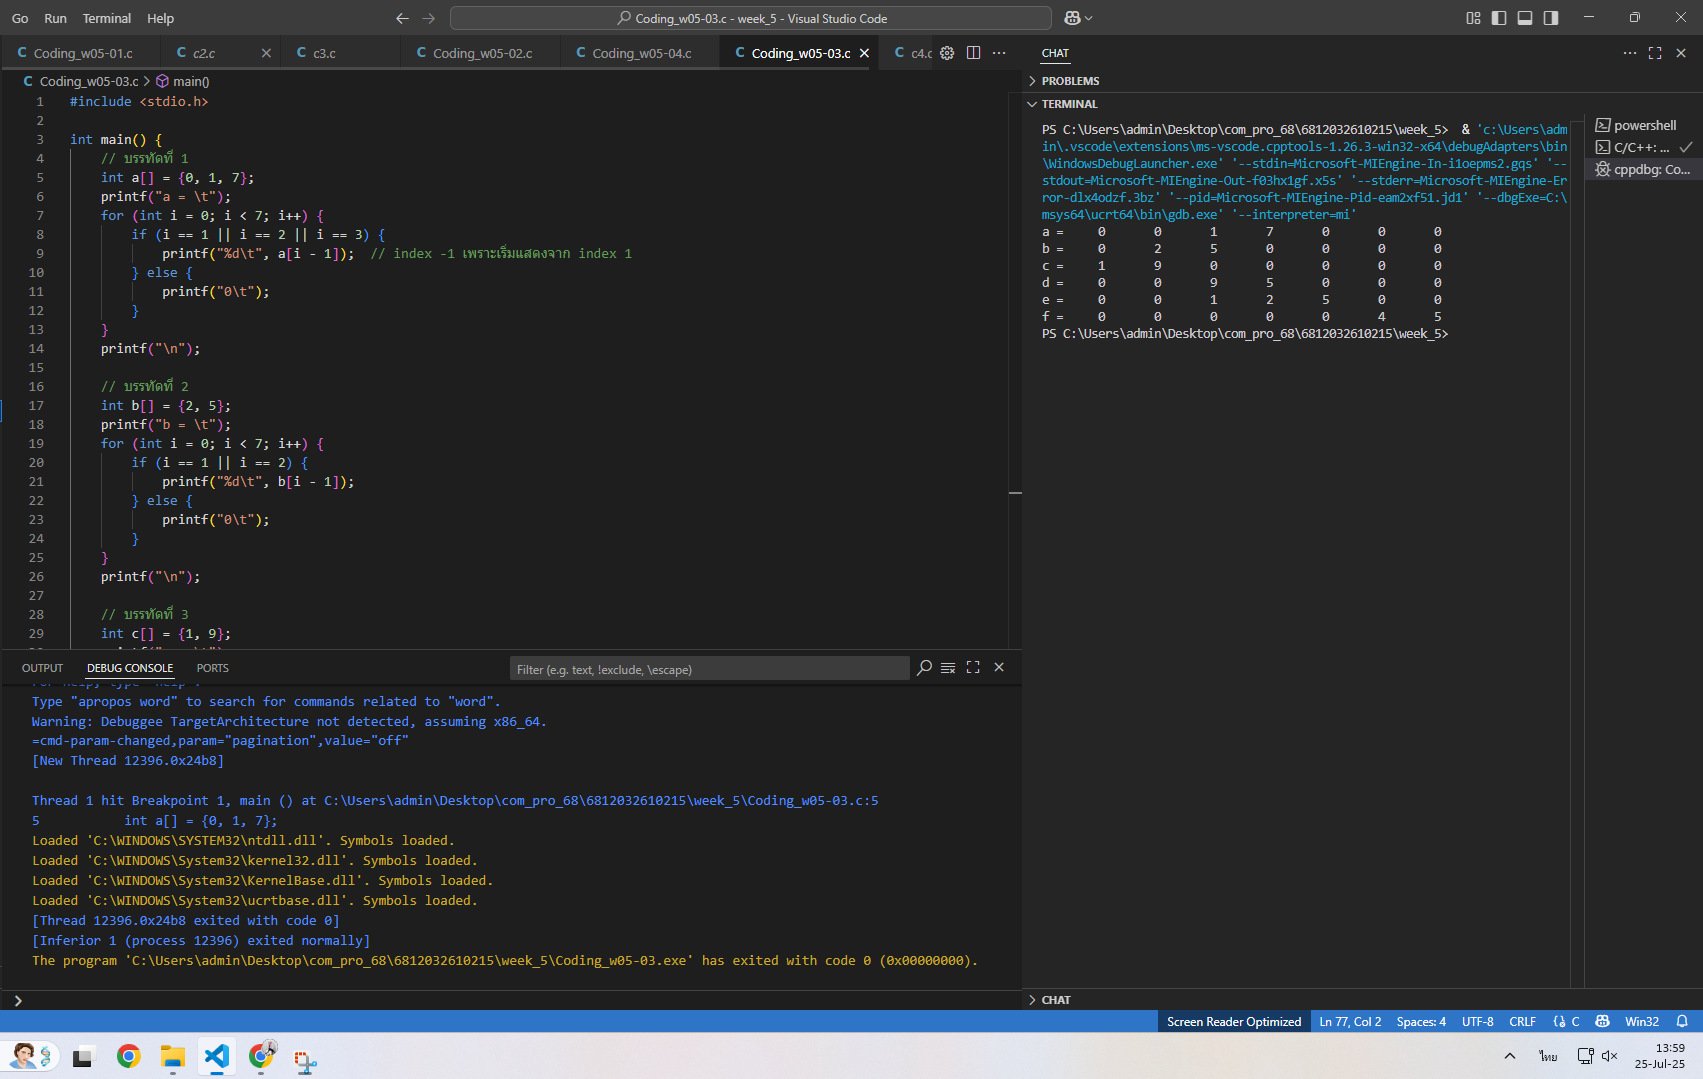 Go Run Terminal Help
Coding_w05-03.c - week_5 - Visual Studio Code
C Coding_w05-01.c
C c2.c
C c3.c
C Coding_w05-02.c
C Coding_w05-04.c
C Coding_w05-03.c
C c4.c
C Coding_w05-03.c > main()
1 #include <stdio.h>
2
3 int main() {
4 // บรรทัดที่ 1
5 int a[] = {0, 1, 7};
6 printf("a = \t");
7 for (int i = 0; i < 7; i++) {
8 if (i == 1 || i == 2 || i == 3) {
9 printf("%d\t", a[i - 1]); // index -1 เพราะเริ่มแสดงจาก index 1
10 } else {
11 printf("0\t");
12 }
13 }
14 printf("\n");
15
16 // บรรทัดที่ 2
17 int b[] = {2, 5};
18 printf("b = \t");
19 for (int i = 0; i < 7; i++) {
20 if (i == 1 || i == 2) {
21 printf("%d\t", b[i - 1]);
22 } else {
23 printf("0\t");
24 }
25 }
26 printf("\n");
27
28 // บรรทัดที่ 3
29 int c[] = {1, 9};
OUTPUT DEBUG CONSOLE PORTS
Filter (e.g. text, !exclude, \escape)
For help, type "help".
Type "apropos word" to search for commands related to "word".
Warning: Debuggee TargetArchitecture not detected, assuming x86_64.
=cmd-param-changed,param="pagination",value="off"
[New Thread 12396.0x24b8]
Thread 1 hit Breakpoint 1, main () at C:\Users\admin\Desktop\com_pro_68\6812032610215\week_5\Coding_w05-03.c:5
5 int a[] = {0, 1, 7};
Loaded 'C:\WINDOWS\SYSTEM32\ntdll.dll'. Symbols loaded.
Loaded 'C:\WINDOWS\System32\kernel32.dll'. Symbols loaded.
Loaded 'C:\WINDOWS\System32\KernelBase.dll'. Symbols loaded.
Loaded 'C:\WINDOWS\System32\ucrtbase.dll'. Symbols loaded.
[Thread 12396.0x24b8 exited with code 0]
[Inferior 1 (process 12396) exited normally]
The program 'C:\Users\admin\Desktop\com_pro_68\6812032610215\week_5\Coding_w05-03.exe' has exited with code 0 (0x00000000).
CHAT
PROBLEMS
TERMINAL
PS C:\Users\admin\Desktop\com_pro_68\6812032610215\week_5> & 'c:\Users\adm
in\.vscode\extensions\ms-vscode.cpptools-1.26.3-win32-x64\debugAdapters\bin
\WindowsDebugLauncher.exe' '--stdin=Microsoft-MIEngine-In-i1oepms2.gqs' '--
stdout=Microsoft-MIEngine-Out-f03hx1gf.x5s' '--stderr=Microsoft-MIEngine-Er
ror-dlx4odzf.3bz' '--pid=Microsoft-MIEngine-Pid-eam2xf51.jd1' '--dbgExe=C:\
msys64\ucrt64\bin\gdb.exe' '--interpreter=mi'
a = 0 0 1 7 0 0 0
b = 0 2 5 0 0 0 0
c = 1 9 0 0 0 0 0
d = 0 0 9 5 0 0 0
e = 0 0 1 2 5 0 0
f = 0 0 0 0 0 4 5
PS C:\Users\admin\Desktop\com_pro_68\6812032610215\week_5>
powershell
C/C++: ...
cppdbg: Co...
CHAT
Screen Reader Optimized Ln 77, Col 2 Spaces: 4 UTF-8 CRLF {} C Win32
ไทย
13:59
25-Jul-25